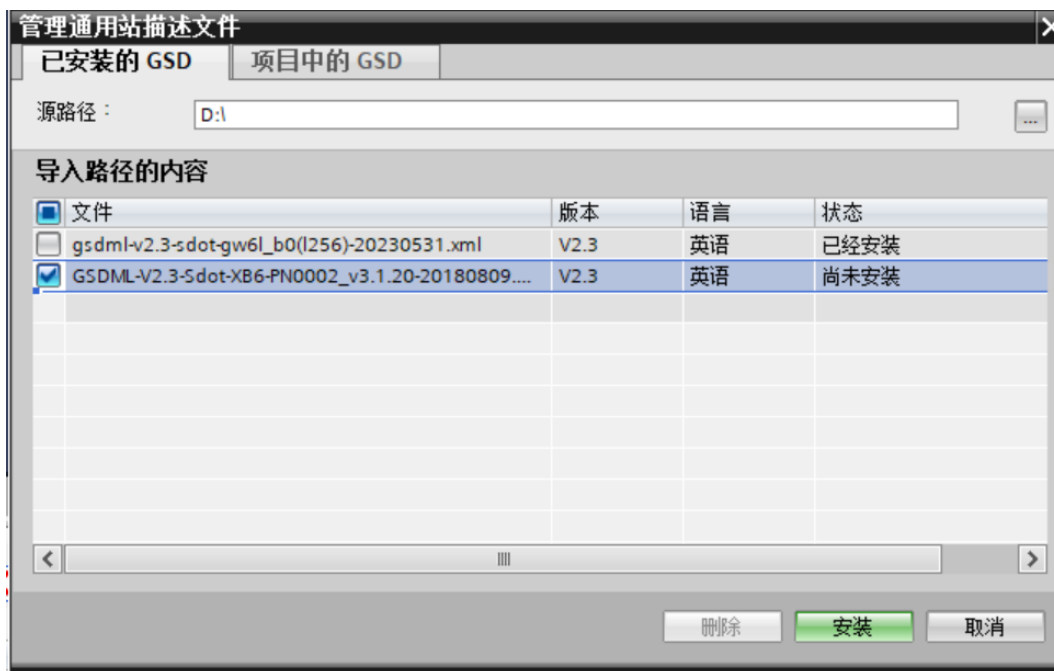 管理通用站描述文件
已安装的 GSD 项目中的 GSD
源路径： D:\ ...
导入路径的内容
文件 版本 语言 状态
gsdml-v2.3-sdot-gw6l_b0(l256)-20230531.xml V2.3 英语 已经安装
GSDML-V2.3-Sdot-XB6-PN0002_v3.1.20-20180809.... V2.3 英语 尚未安装
删除 安装 取消